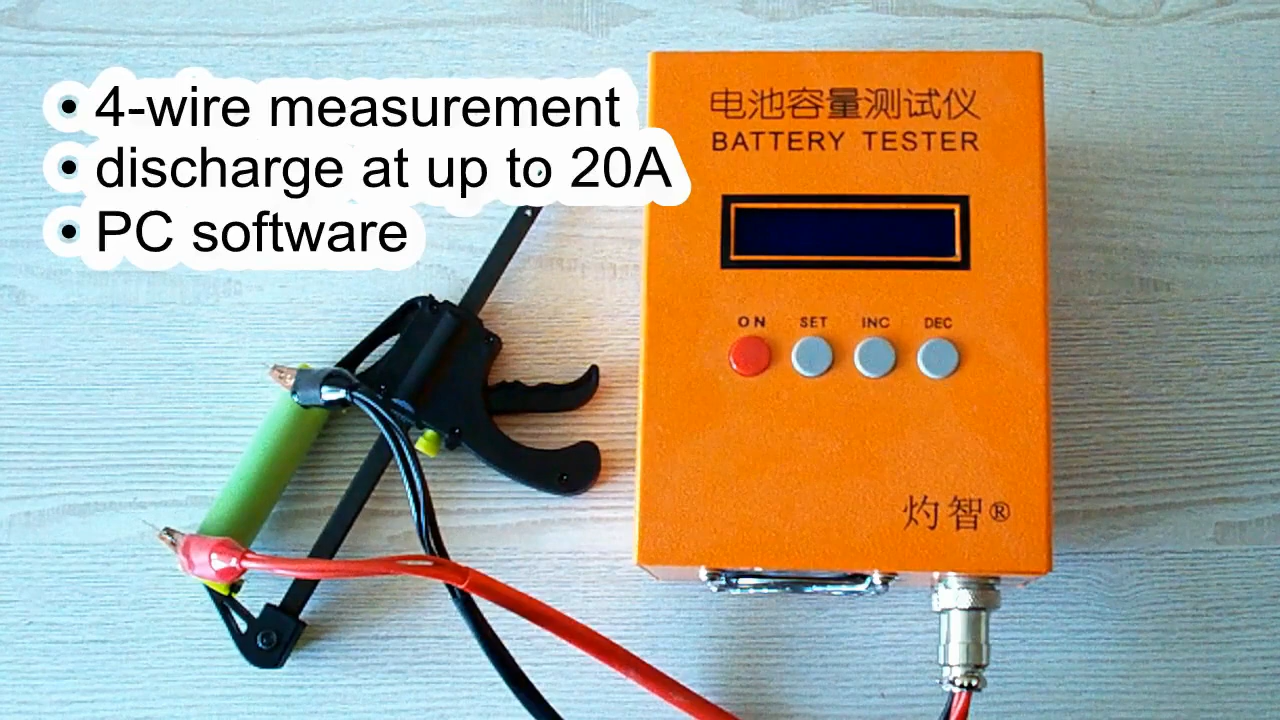 • 4-wire measurement
• discharge at up to 20A
• PC software
电池容量测试仪
BATTERY TESTER
ON SET INC DEC
灼智®